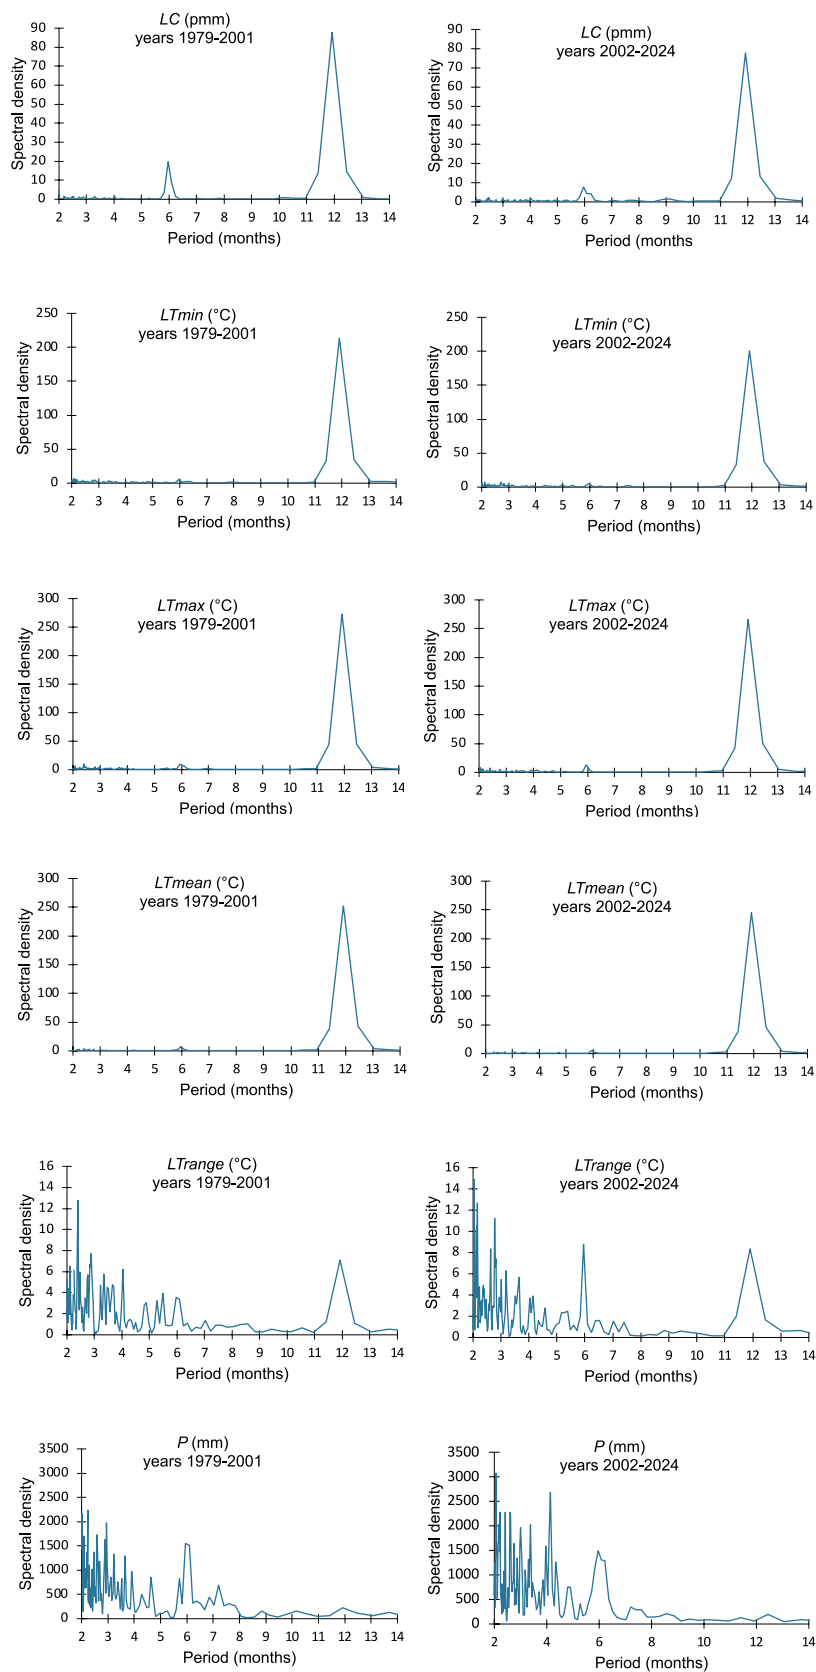 LC (pmm)
years 1979-2001
Spectral density
90
80
70
60
50
40
30
20
10
0
2 3 4 5 6 7 8 9 10 11 12 13 14
Period (months)
LC (pmm)
years 2002-2024
Spectral density
90
80
70
60
50
40
30
20
10
0
2 3 4 5 6 7 8 9 10 11 12 13 14
Period (months
LTmin (°C)
years 1979-2001
Spectral density
250
200
150
100
50
0
2 3 4 5 6 7 8 9 10 11 12 13 14
Period (months)
LTmin (°C)
years 2002-2024
Spectral density
250
200
150
100
50
0
2 3 4 5 6 7 8 9 10 11 12 13 14
Period (months)
LTmax (°C)
years 1979-2001
Spectral density
300
250
200
150
100
50
0
2 3 4 5 6 7 8 9 10 11 12 13 14
Period (months)
LTmax (°C)
years 2002-2024
Spectral density
300
250
200
150
100
50
0
2 3 4 5 6 7 8 9 10 11 12 13 14
Period (months)
LTmean (°C)
years 1979-2001
Spectral density
300
250
200
150
100
50
0
2 3 4 5 6 7 8 9 10 11 12 13 14
Period (months)
LTmean (°C)
years 2002-2024
Spectral density
300
250
200
150
100
50
0
2 3 4 5 6 7 8 9 10 11 12 13 14
Period (months)
LTrange (°C)
years 1979-2001
Spectral density
16
14
12
10
8
6
4
2
0
2 3 4 5 6 7 8 9 10 11 12 13 14
Period (months)
LTrange (°C)
years 2002-2024
Spectral density
16
14
12
10
8
6
4
2
0
2 3 4 5 6 7 8 9 10 11 12 13 14
Period (months)
P (mm)
years 1979-2001
Spectral density
3500
3000
2500
2000
1500
1000
500
0
2 3 4 5 6 7 8 9 10 11 12 13 14
Period (months)
P (mm)
years 2002-2024
Spectral density
3500
3000
2500
2000
1500
1000
500
0
2 4 6 8 10 12 14
Period (months)